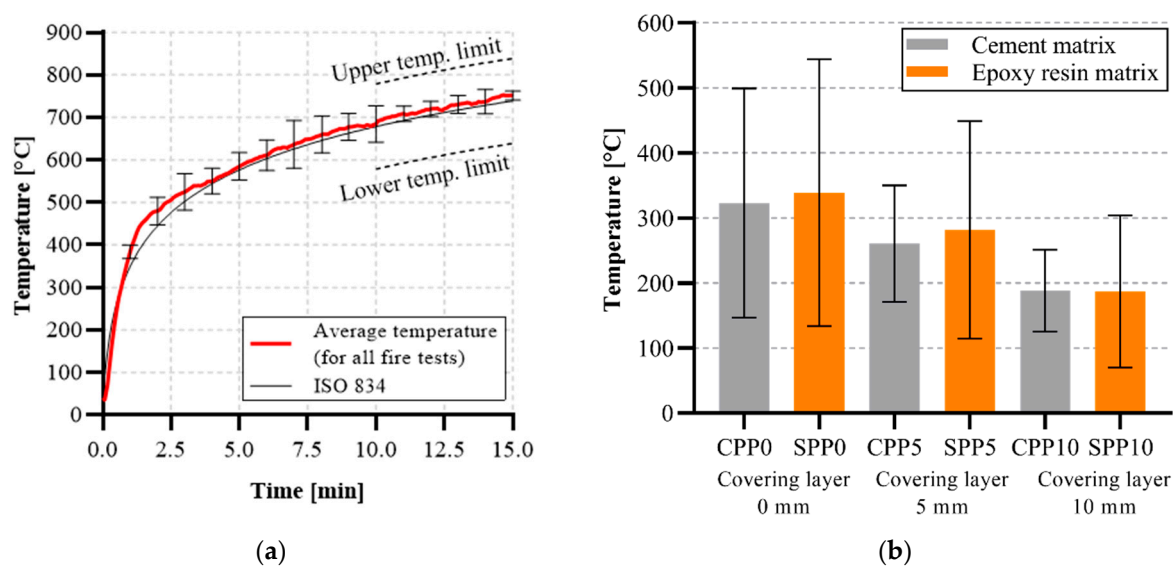 900
800
700
600
500
400
300
200
100
0
Temperature [°C]
Upper temp. limit
Lower temp. limit
Average temperature
(for all fire tests)
ISO 834
0.0 2.5 5.0 7.5 10.0 12.5 15.0
Time [min]
(a)
600
500
400
300
200
100
0
Temperature [°C]
Cement matrix
Epoxy resin matrix
CPP0 SPP0 CPP5 SPP5 CPP10 SPP10
Covering layer Covering layer Covering layer
0 mm 5 mm 10 mm
(b)